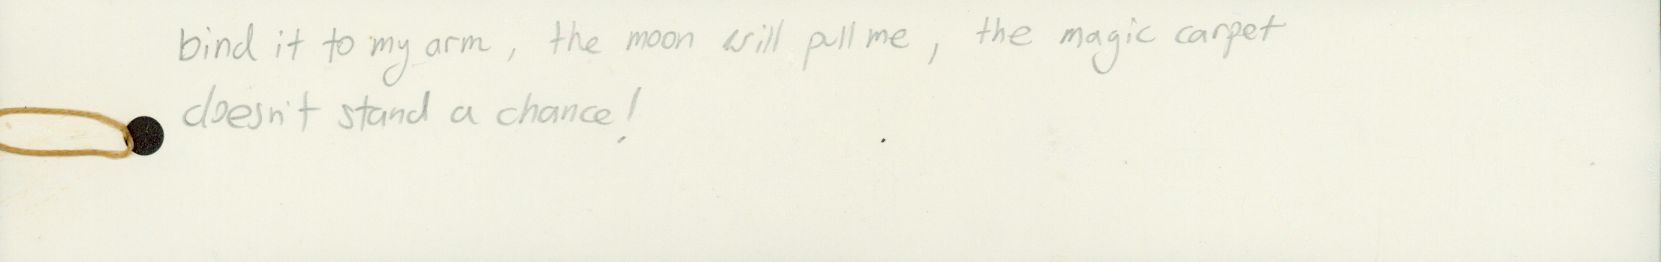 bind it to my arm, the moon will pull me, the magic carpet
doesn't stand a chance!